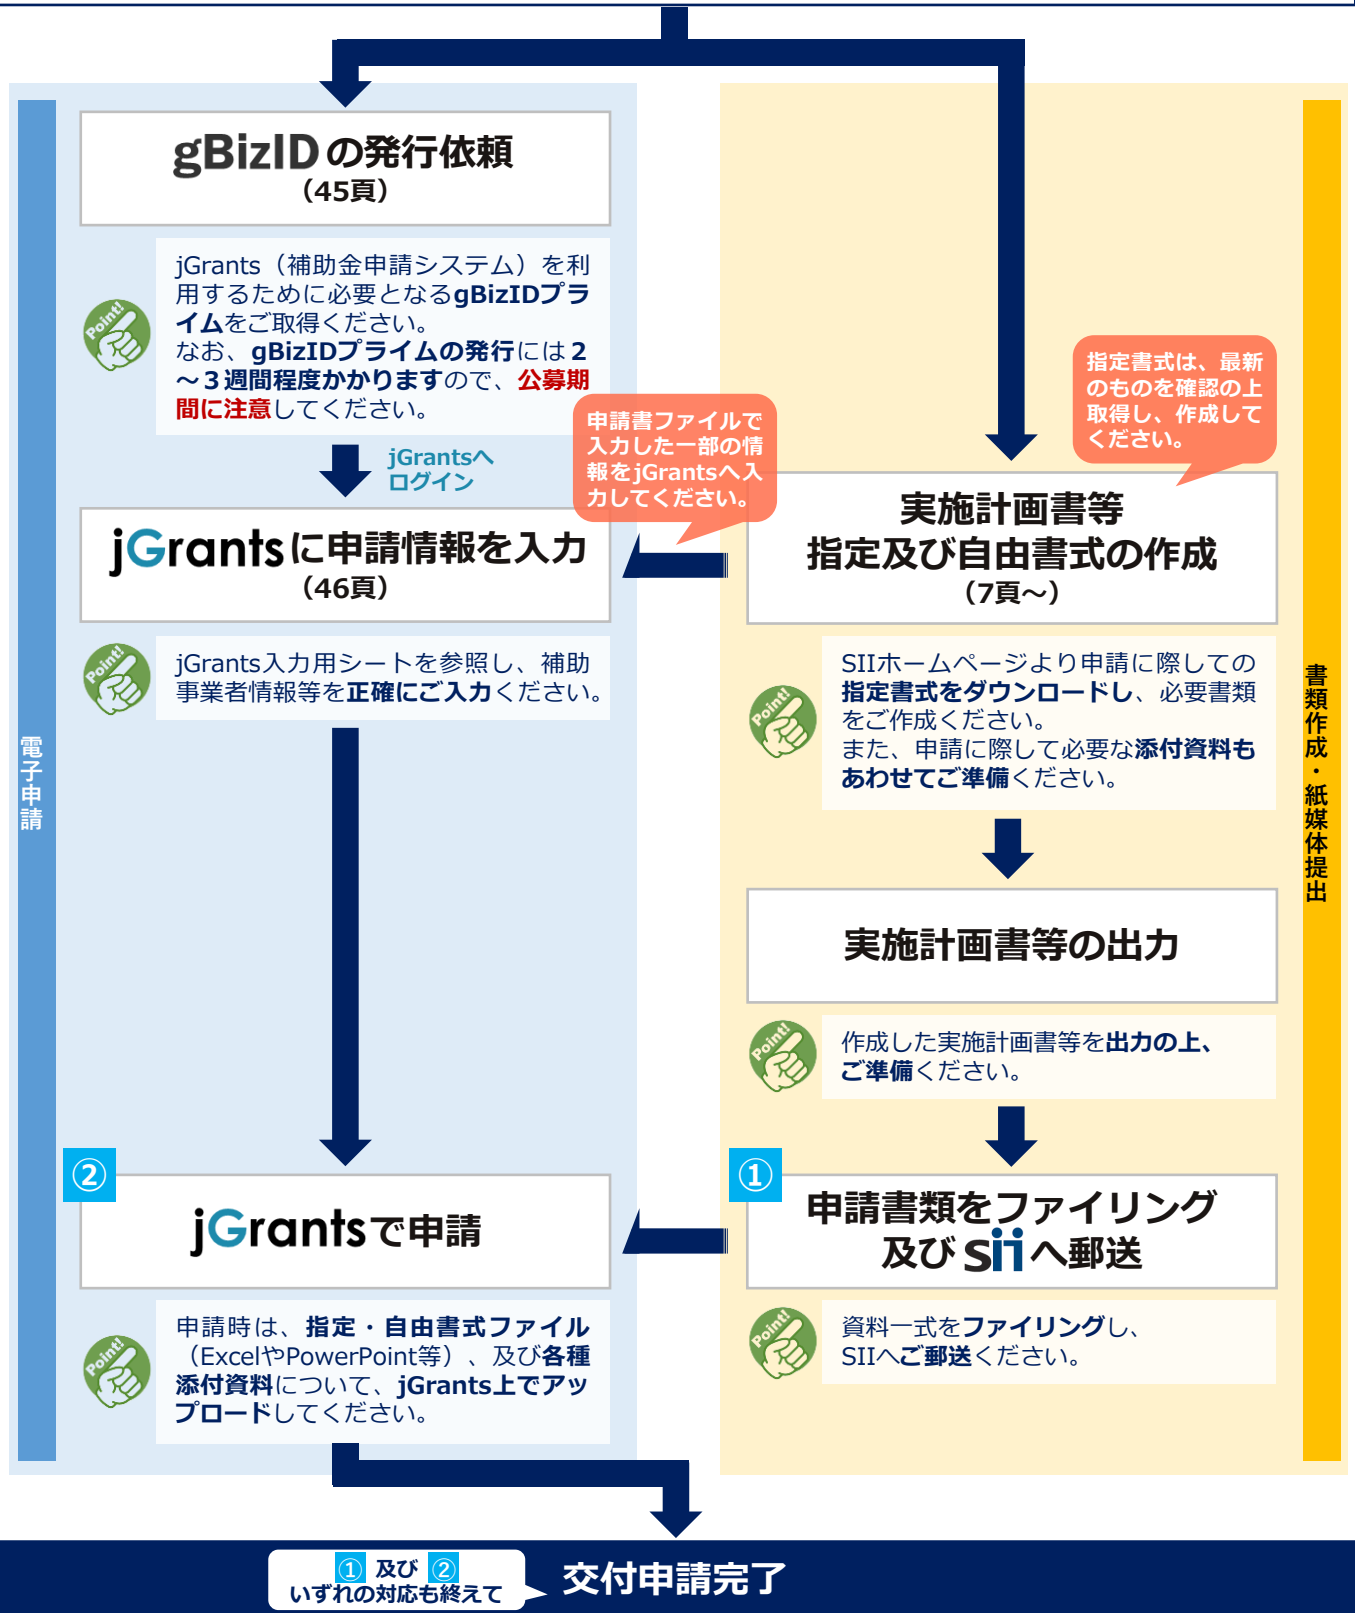 電子申請
gBizIDの発行依頼
（45頁）
Point!
jGrants（補助金申請システム）を利
用するために必要となるgBizIDプラ
イムをご取得ください。
なお、gBizIDプライムの発行には２
～３週間程度かかりますので、公募期
間に注意してください。
jGrantsへ
ログイン
申請書ファイルで
入力した一部の情
報をjGrantsへ入
力してください。
jGrantsに申請情報を入力
（46頁）
Point!
jGrants入力用シートを参照し、補助
事業者情報等を正確にご入力ください。
②
jGrantsで申請
Point!
申請時は、指定・自由書式ファイル
（ExcelやPowerPoint等）、及び各種
添付資料について、jGrants上でアッ
プロードしてください。
書類作成・紙媒体提出
指定書式は、最新
のものを確認の上
取得し、作成して
ください。
実施計画書等
指定及び自由書式の作成
（7頁～）
Point!
SIIホームページより申請に際しての
指定書式をダウンロードし、必要書類
をご作成ください。
また、申請に際して必要な添付資料も
あわせてご準備ください。
実施計画書等の出力
Point!
作成した実施計画書等を出力の上、
ご準備ください。
①
申請書類をファイリング
及び sii へ郵送
Point!
資料一式をファイリングし、
SIIへご郵送ください。
① 及び ②
いずれの対応も終えて
交付申請完了